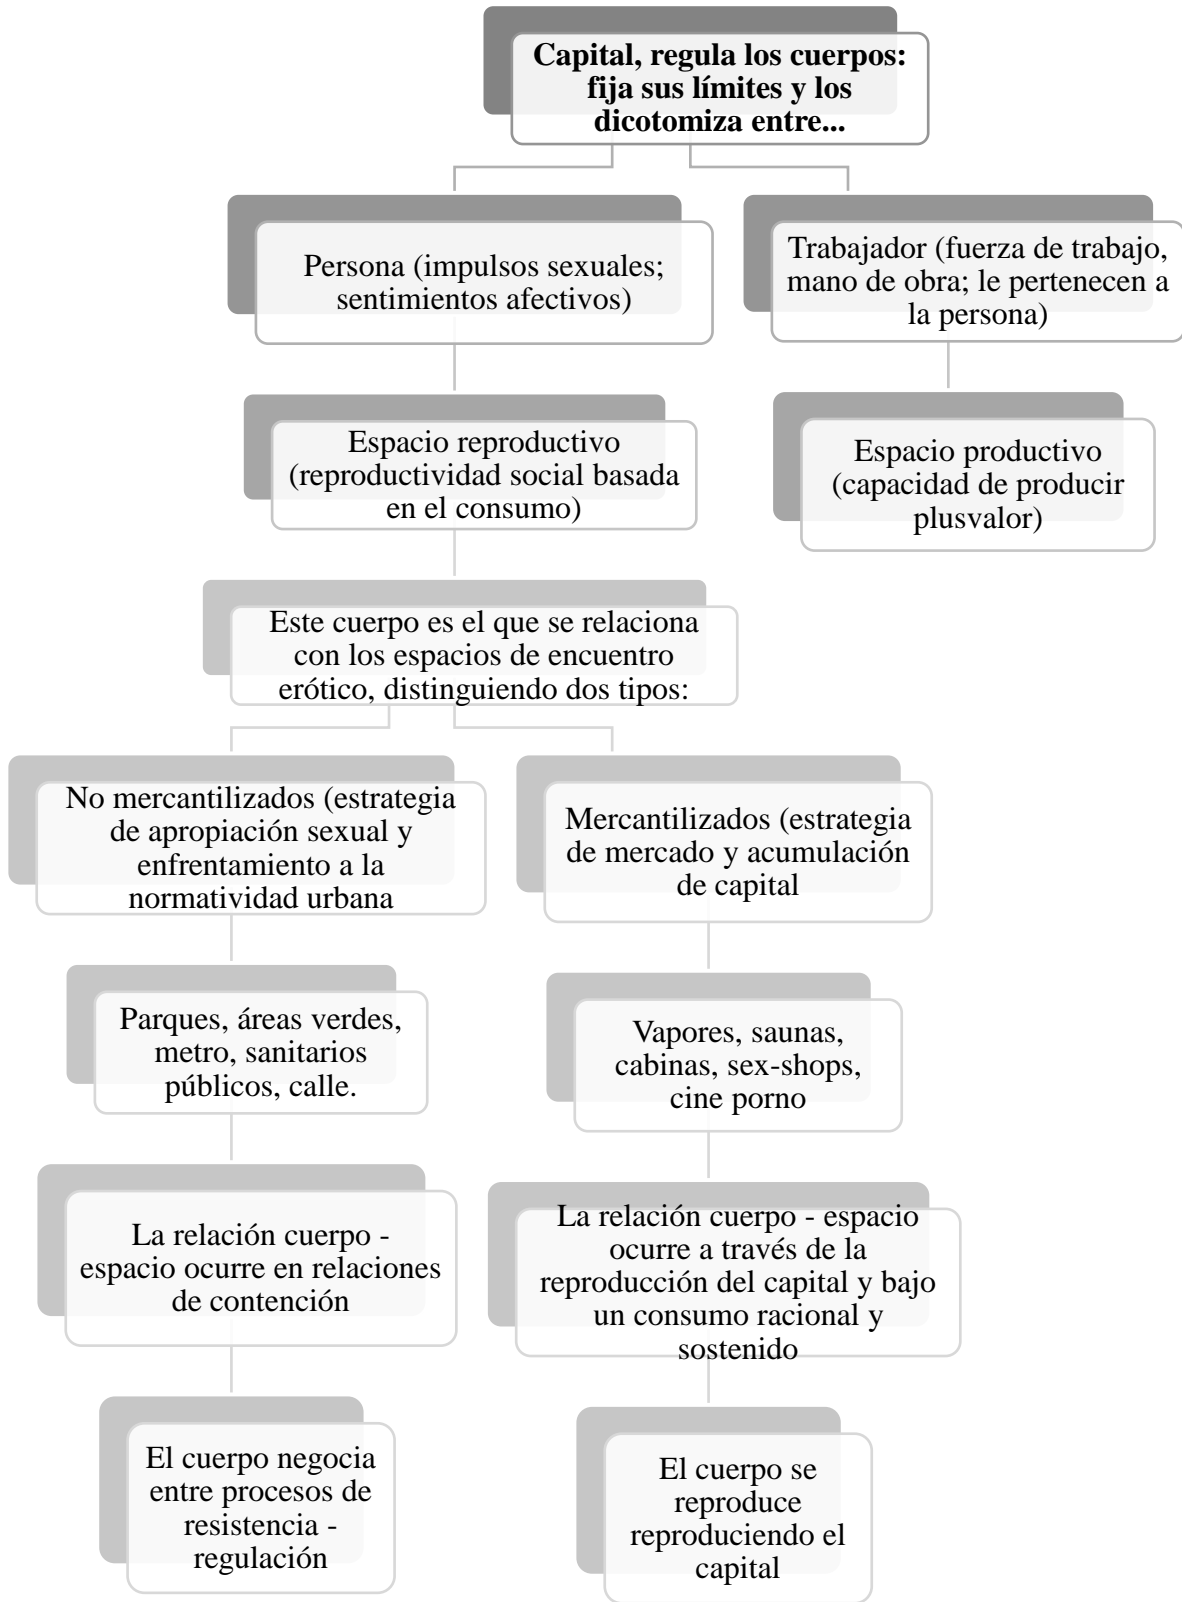 Capital, regula los cuerpos:
fija sus límites y los
dicotomiza entre...
Persona (impulsos sexuales;
sentimientos afectivos)
Trabajador (fuerza de trabajo,
mano de obra; le pertenecen a
la persona)
Espacio reproductivo
(reproductividad social basada
en el consumo)
Espacio productivo
(capacidad de producir
plusvalor)
Este cuerpo es el que se relaciona
con los espacios de encuentro
erótico, distinguiendo dos tipos:
No mercantilizados (estrategia
de apropiación sexual y
enfrentamiento a la
normatividad urbana
Mercantilizados (estrategia
de mercado y acumulación
de capital
Parques, áreas verdes,
metro, sanitarios
públicos, calle.
Vapores, saunas,
cabinas, sex-shops,
cine porno
La relación cuerpo -
espacio ocurre en relaciones
de contención
La relación cuerpo - espacio
ocurre a través de la
reproducción del capital y bajo
un consumo racional y
sostenido
El cuerpo negocia
entre procesos de
resistencia -
regulación
El cuerpo se
reproduce
reproduciendo el
capital